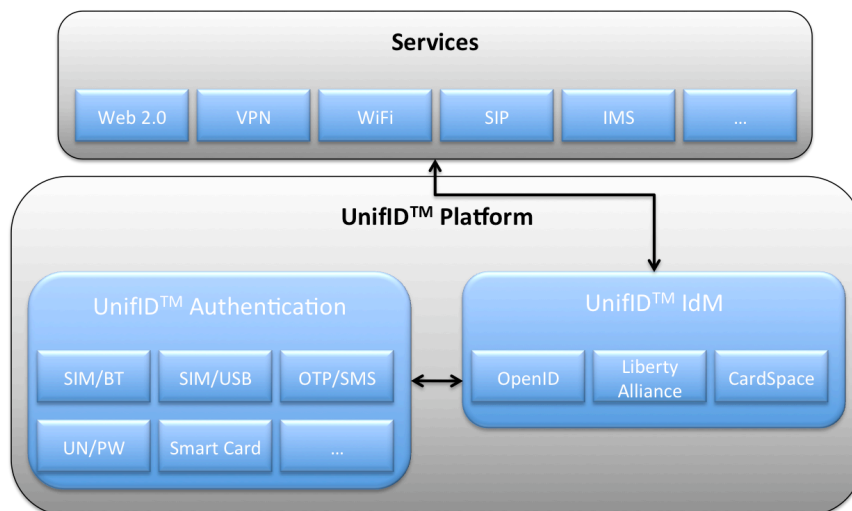 Services
Web 2.0 VPN WiFi SIP IMS ...
UnifID™ Platform
UnifID™ Authentication
SIM/BT SIM/USB OTP/SMS
UN/PW Smart Card ...
UnifID™ IdM
OpenID
Liberty
Alliance
CardSpace